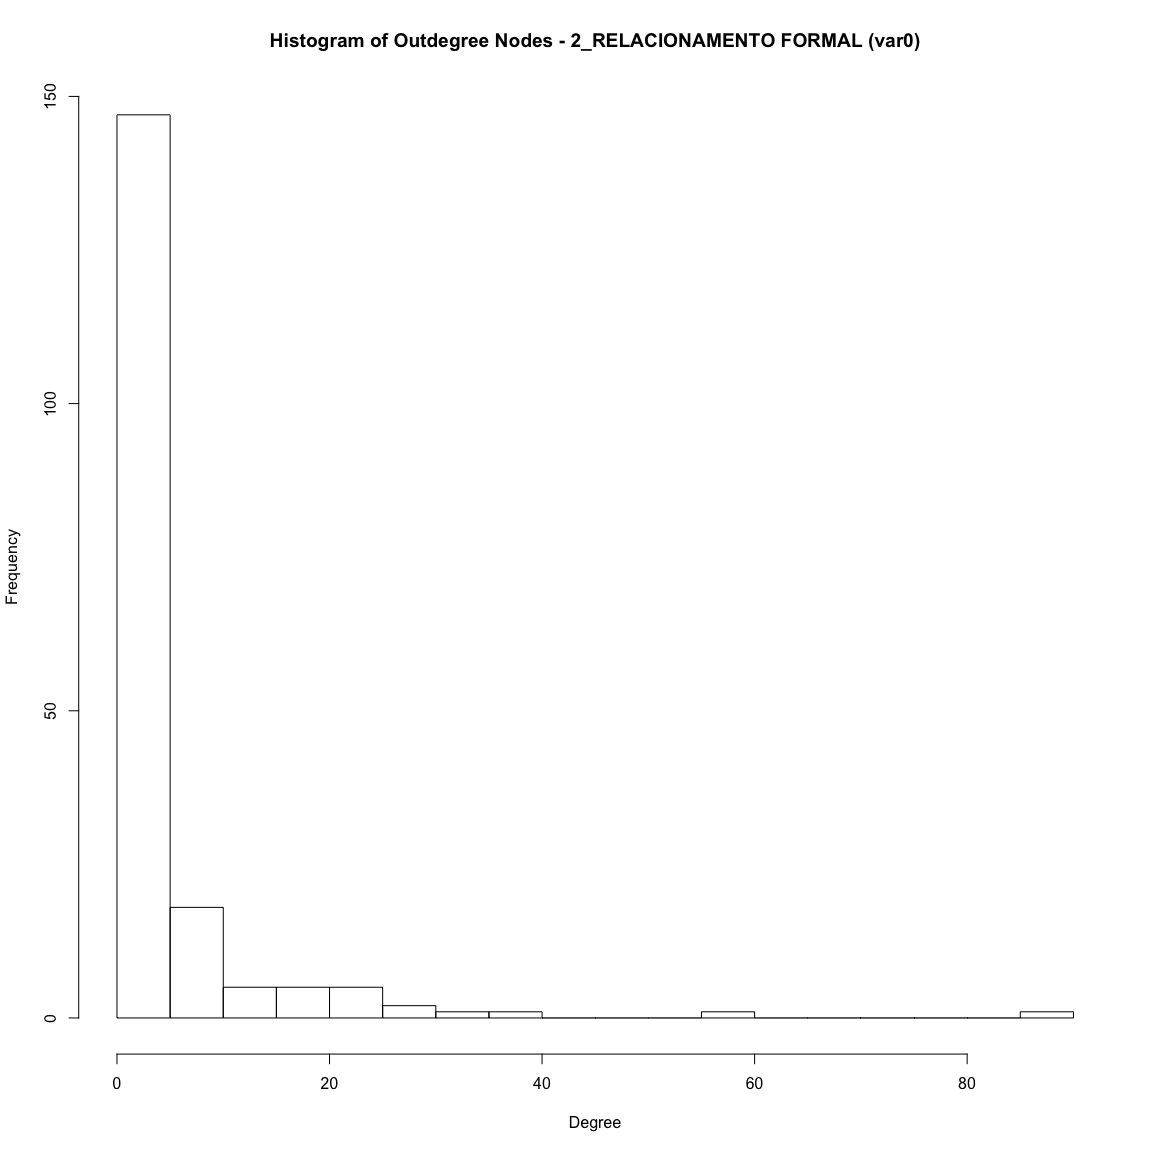 Histogram of Outdegree Nodes - 2_RELACIONAMENTO FORMAL (var0)
150
100
50
0
Frequency
0 20 40 60 80
Degree